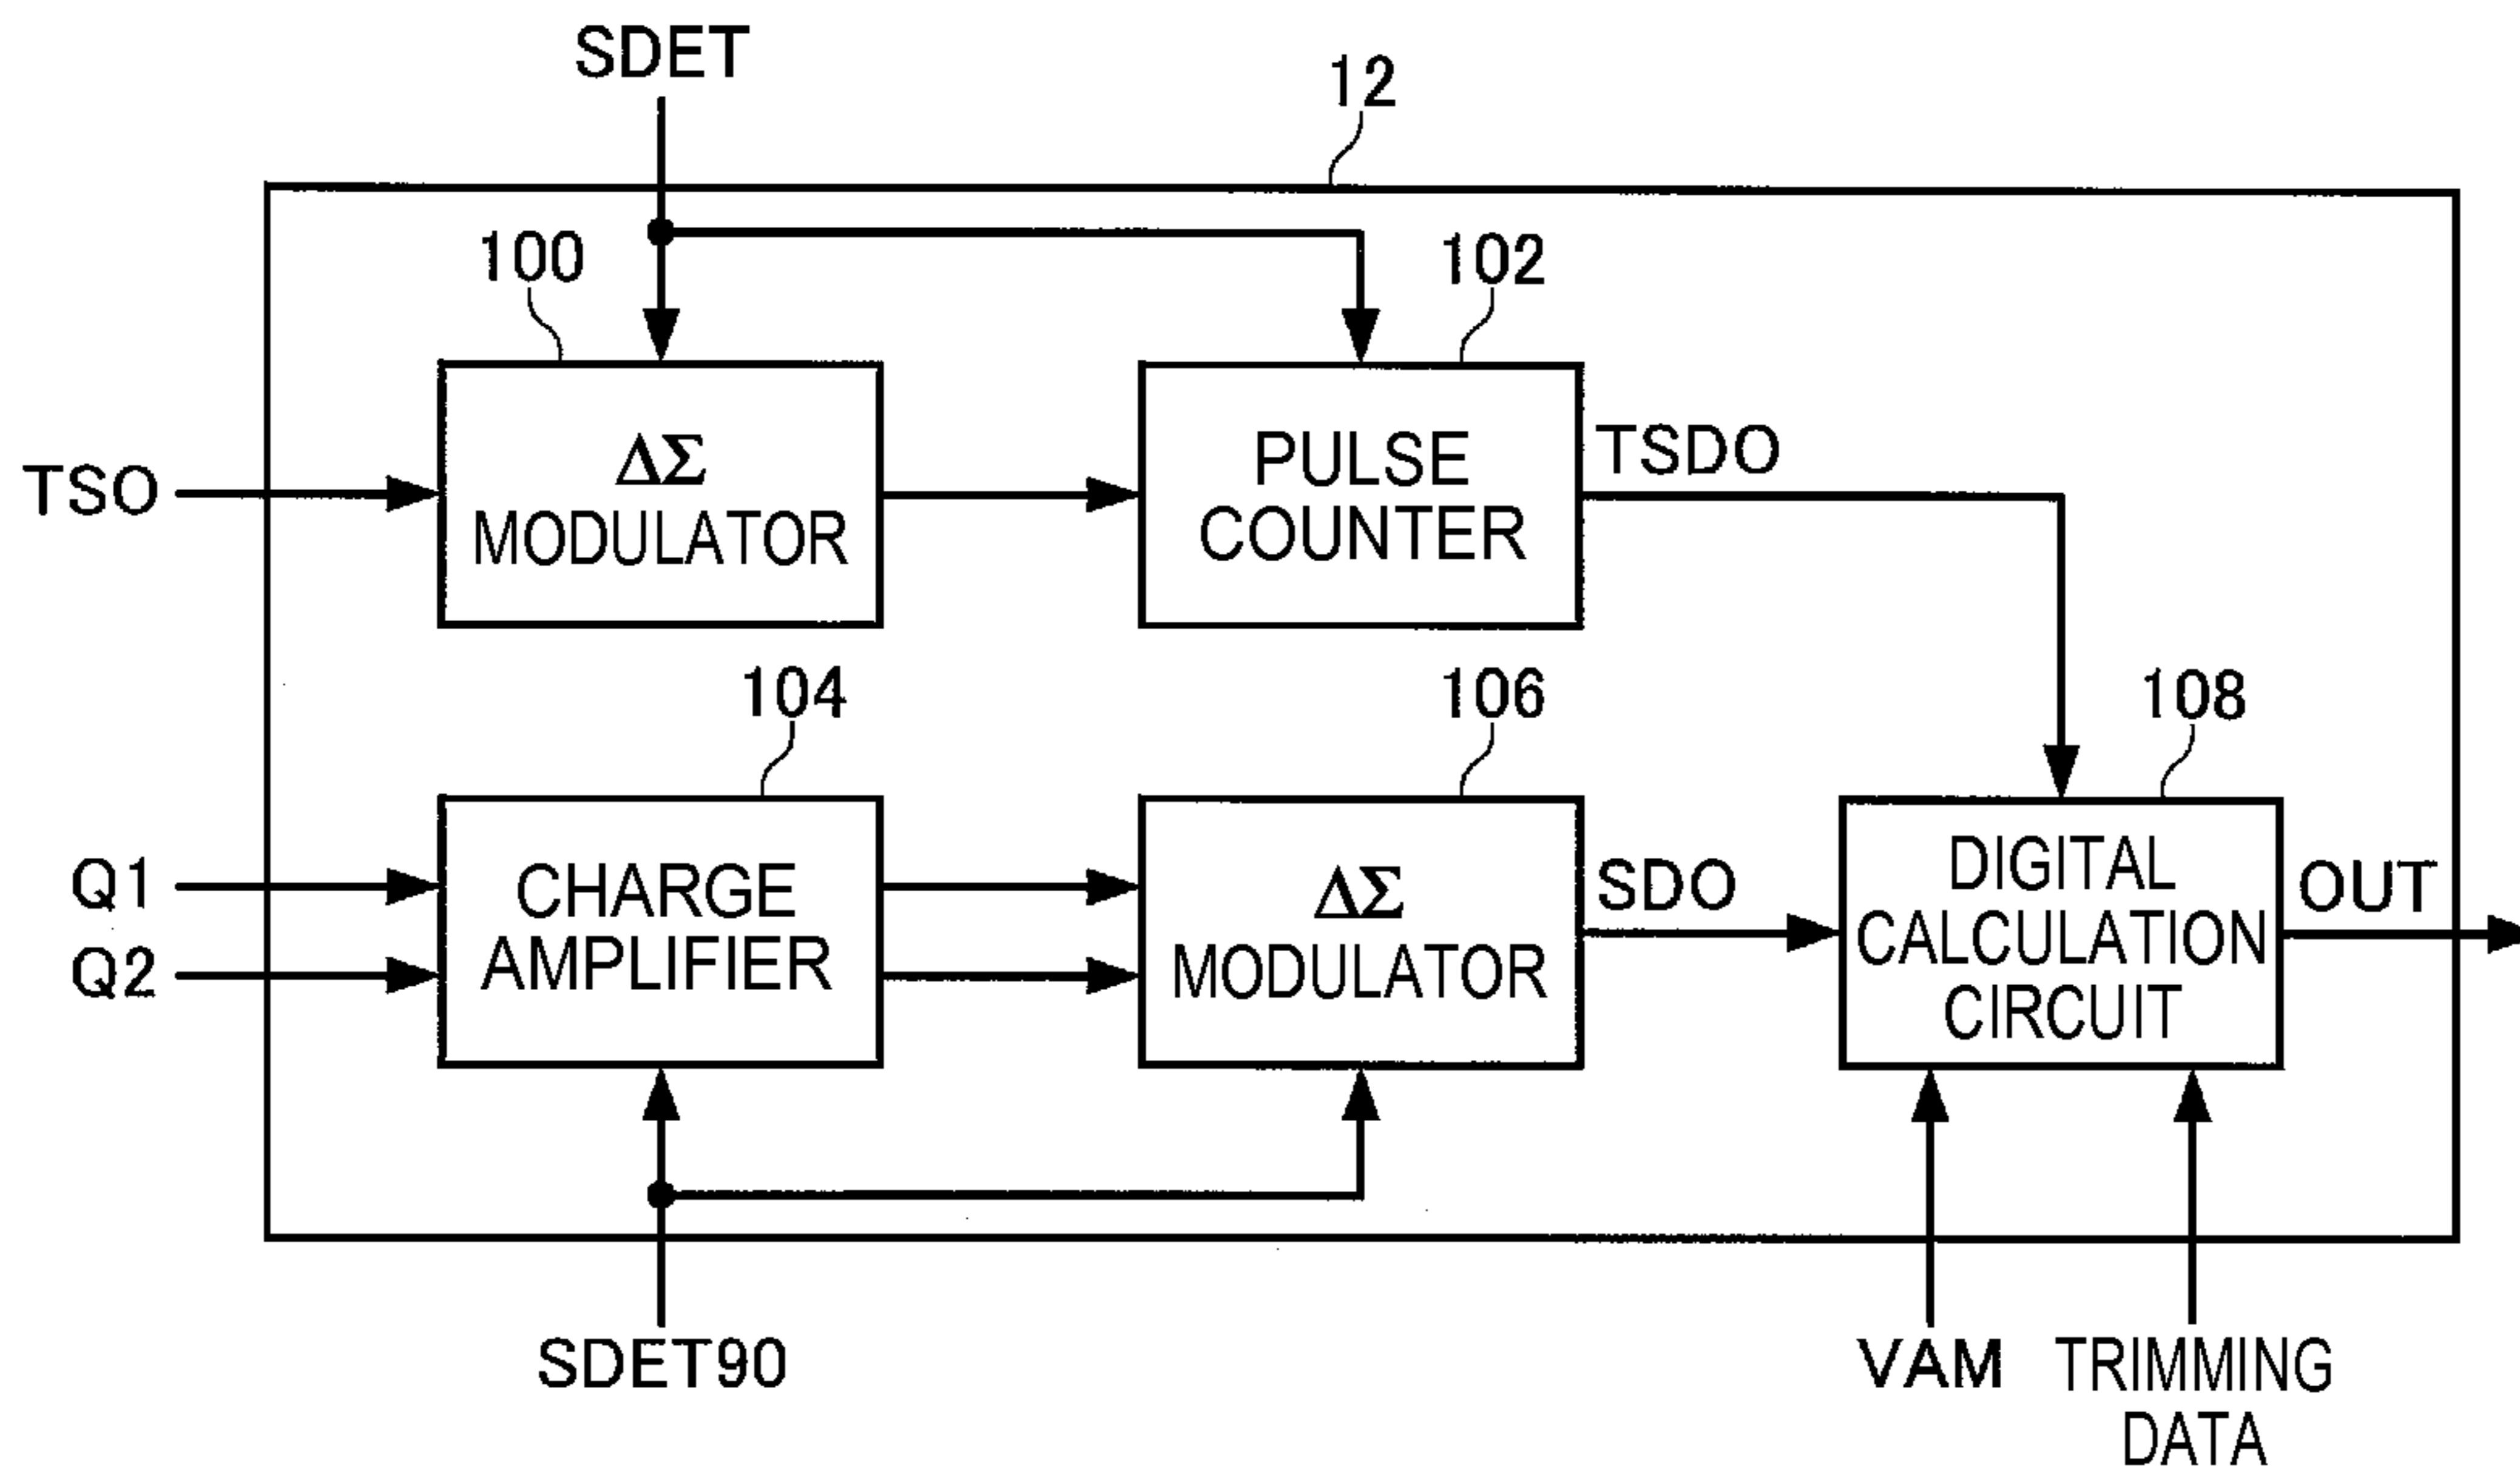 SDET
12
100
102
TSO
ΔΣ
MODULATOR
PULSE
COUNTER
TSDO
104
106
108
Q1
Q2
CHARGE
AMPLIFIER
ΔΣ
MODULATOR
SDO
DIGITAL
CALCULATION
CIRCUIT
OUT
SDET90
VAM
TRIMMING
DATA